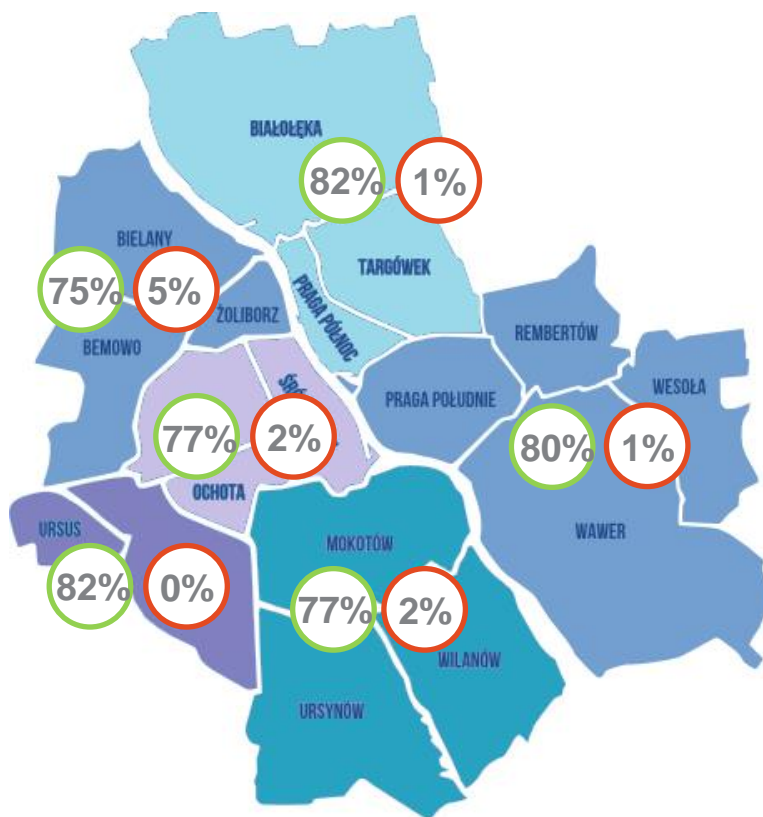 BIAŁOŁĘKA
82% 1%
BIELANY
TARGÓWEK
75% 5%
PRAGA PÓŁNOC
ŻOLIBORZ
REMBERTÓW
BEMOWO
WESOŁA
PRAGA POŁUDNIE
77% 2%
80% 1%
OCHOTA
URSUS
MOKOTÓW
WAWER
82% 0%
77% 2%
WILANÓW
URSYNÓW